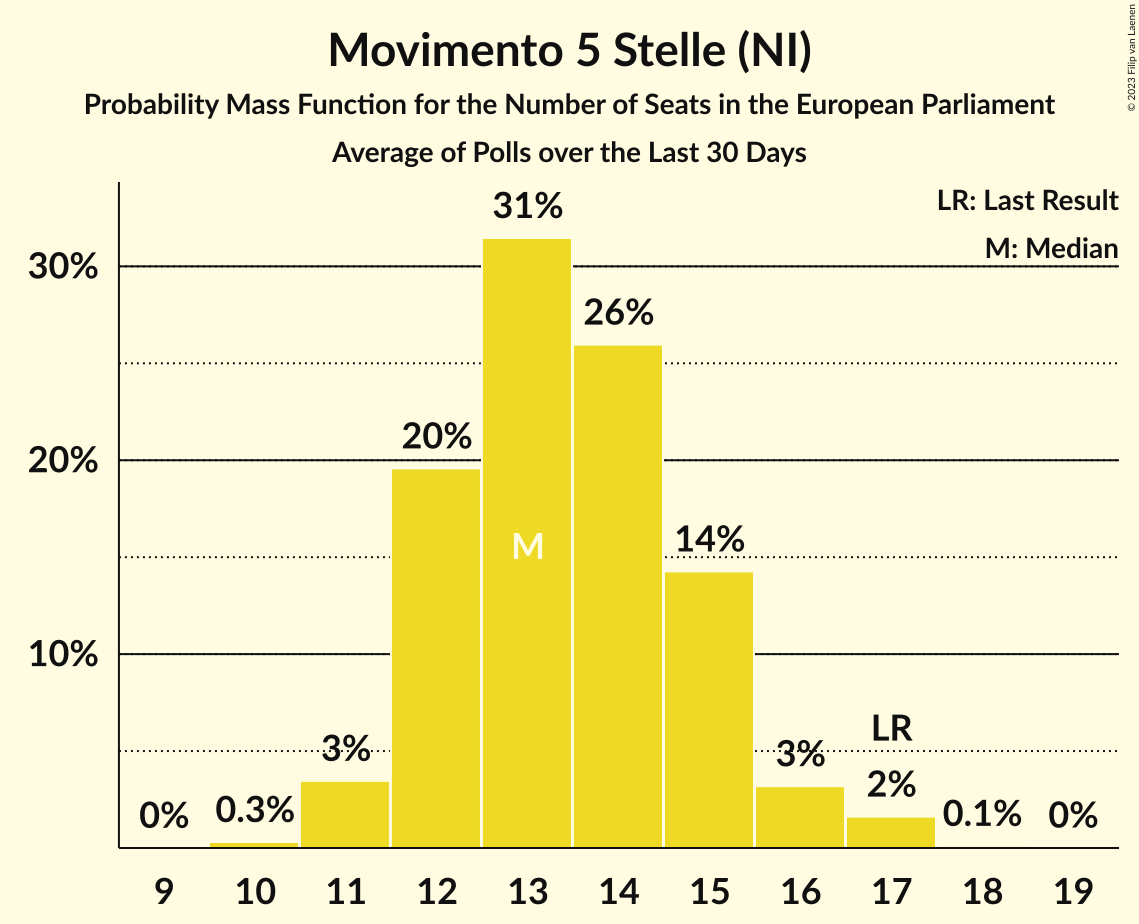 Movimento 5 Stelle (NI)
Probability Mass Function for the Number of Seats in the European Parliament
Average of Polls over the Last 30 Days
© 2023 Filip van Laenen
LR: Last Result
M: Median
30%
20%
10%
0%
0.3%
3%
20%
31%
M
26%
14%
3%
LR
2%
0.1%
0%
9 10 11 12 13 14 15 16 17 18 19